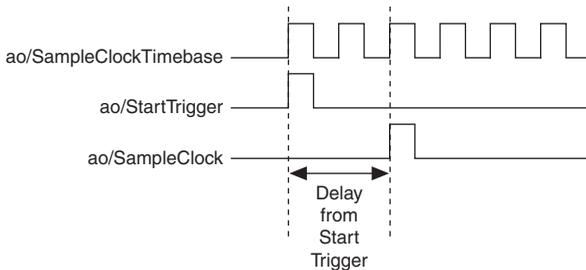 ao/SampleClockTimebase
ao/StartTrigger
ao/SampleClock
Delay
from
Start
Trigger